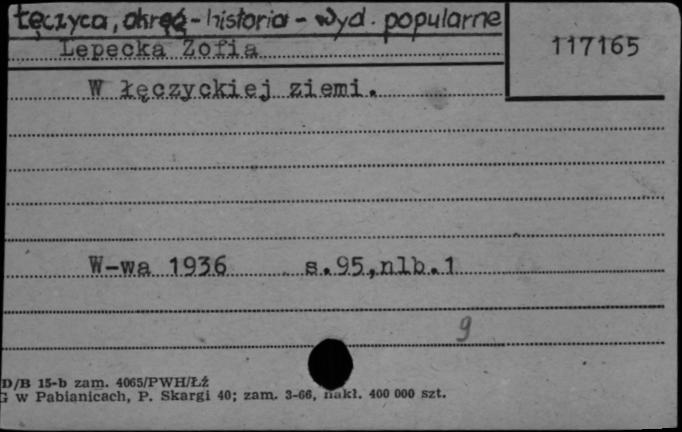 Łęczyca, okręg - historia - wyd. popularne
Lepecka Zofia
117165
W łęczyckiej ziemi.
W-wa 1936 s.95,nlb.1
9
D/B 15-b zam. 4065/PWH/Łź
G w Pabianicach, P. Skargi 40; zam. 3-66, nakł. 400 000 szt.